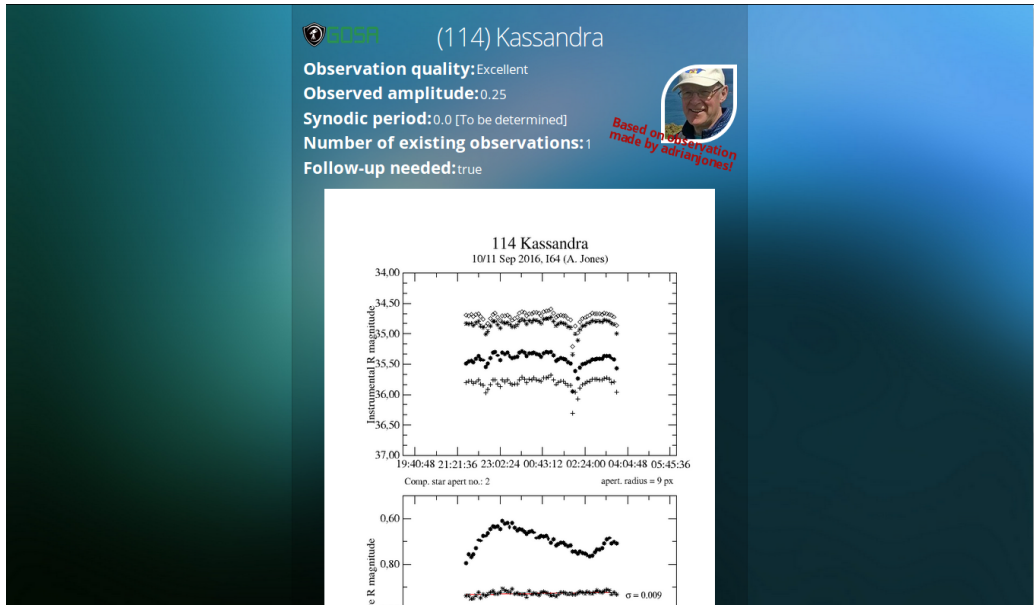 GOSA
(114) Kassandra
Observation quality: Excellent
Observed amplitude: 0.25
Synodic period: 0.0 [To be determined]
Number of existing observations: 1
Follow-up needed: true
Based on observation
made by adrianjones!
114 Kassandra
10/11 Sep 2016, I64 (A. Jones)
34,00
34,50
35,00
35,50
36,00
36,50
37,00
Instrumental R magnitude
19:40:48 21:21:36 23:02:24 00:43:12 02:24:00 04:04:48 05:45:36
Comp. star apert no.: 2
apert. radius = 9 px
0,60
0,80
e R magnitude
σ = 0.009